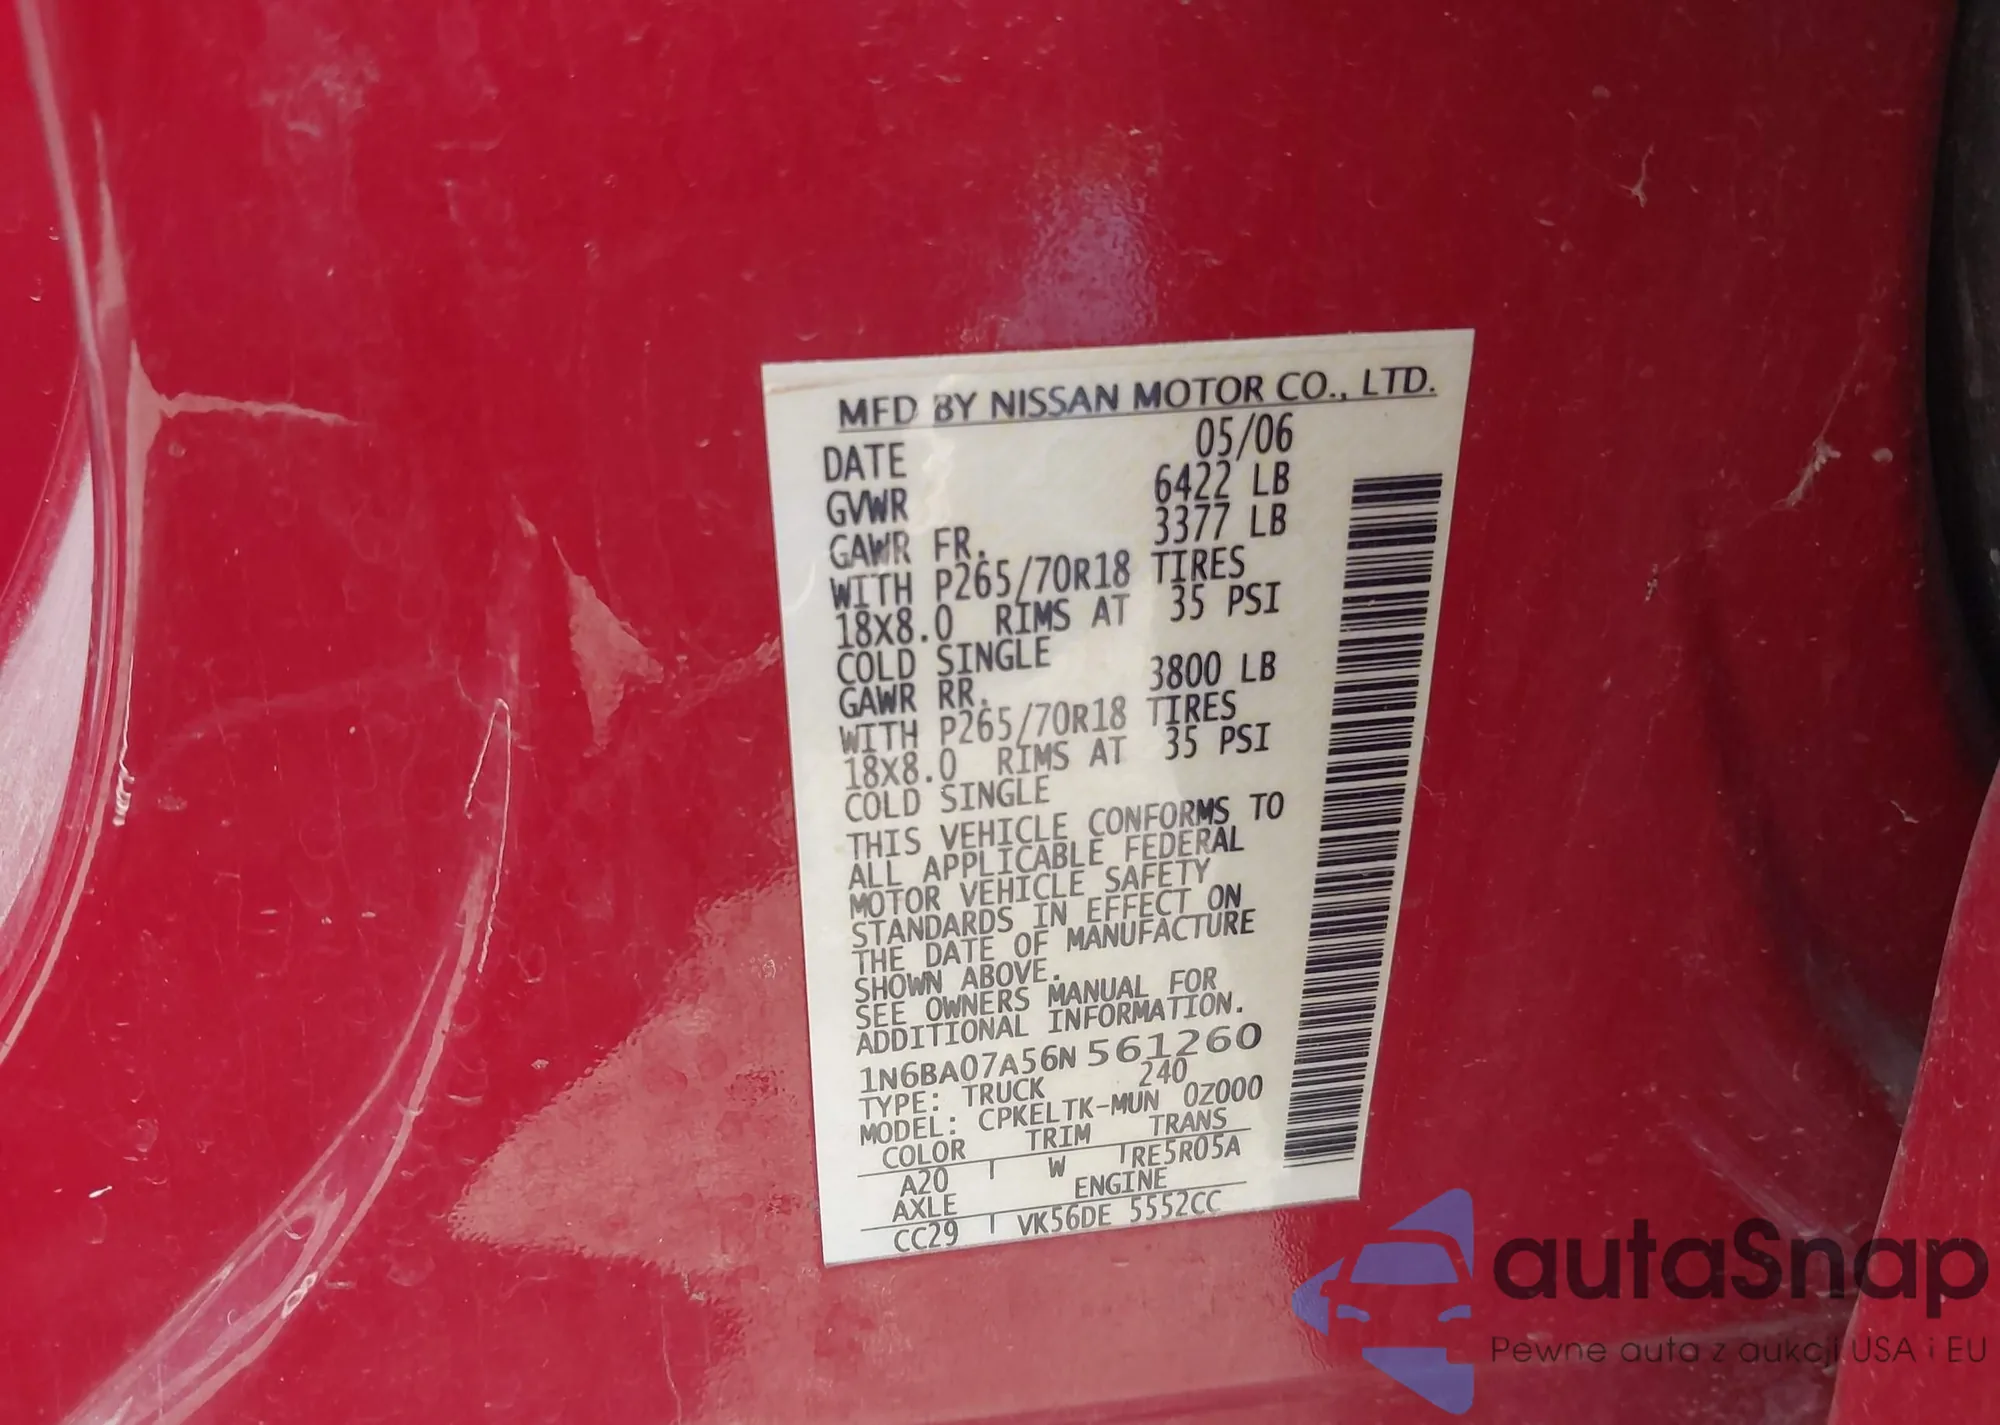 MFD BY NISSAN MOTOR CO., LTD.
DATE 05/06
GVWR 6422 LB
GAWR FR. 3377 LB
WITH P265/70R18 TIRES
18X8.0 RIMS AT 35 PSI
COLD SINGLE
GAWR RR. 3800 LB
WITH P265/70R18 TIRES
18X8.0 RIMS AT 35 PSI
COLD SINGLE
THIS VEHICLE CONFORMS TO
ALL APPLICABLE FEDERAL
MOTOR VEHICLE SAFETY
STANDARDS IN EFFECT ON
THE DATE OF MANUFACTURE
SHOWN ABOVE.
SEE OWNERS MANUAL FOR
ADDITIONAL INFORMATION.
1N6BA07A56N 561260
TYPE: TRUCK 240
MODEL: CPKELTK-MUN 0Z000
COLOR TRIM TRANS
A20 W RE5R05A
AXLE ENGINE
CC29 VK56DE 5552CC
autaSnap
Pewne auta z aukcji USA i EU